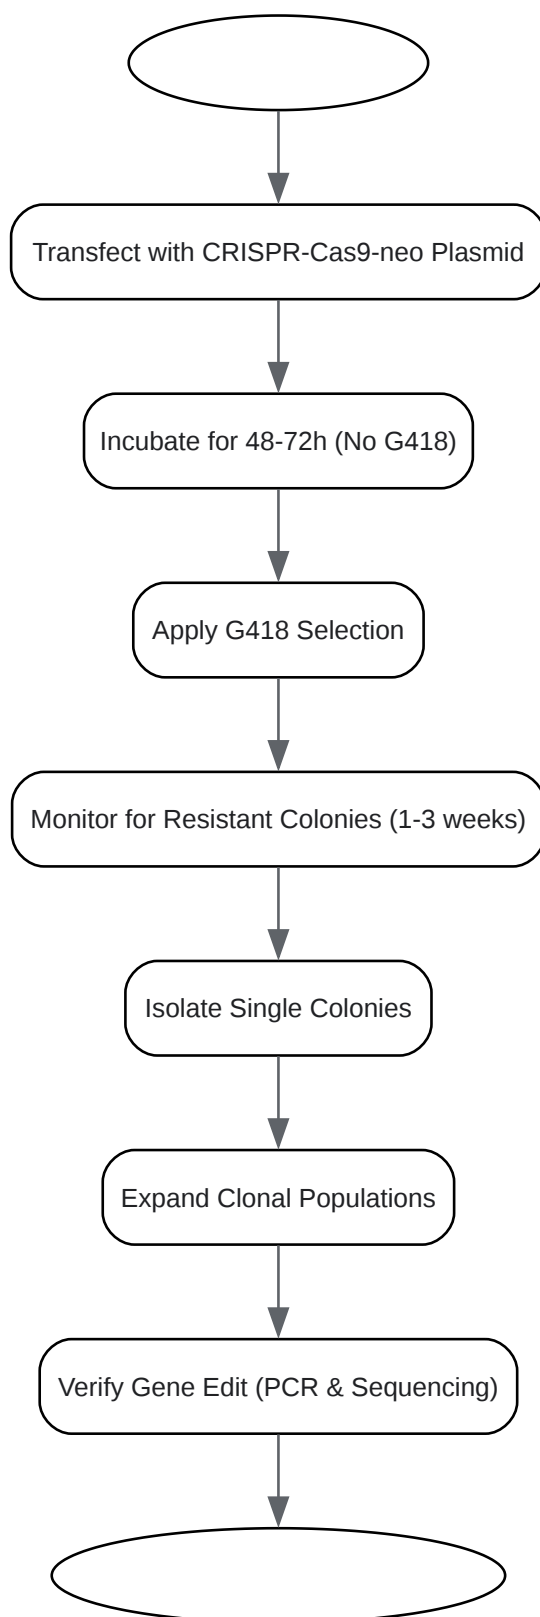 Transfect with CRISPR-Cas9-neo Plasmid
Incubate for 48-72h (No G418)
Apply G418 Selection
Monitor for Resistant Colonies (1-3 weeks)
Isolate Single Colonies
Expand Clonal Populations
Verify Gene Edit (PCR & Sequencing)